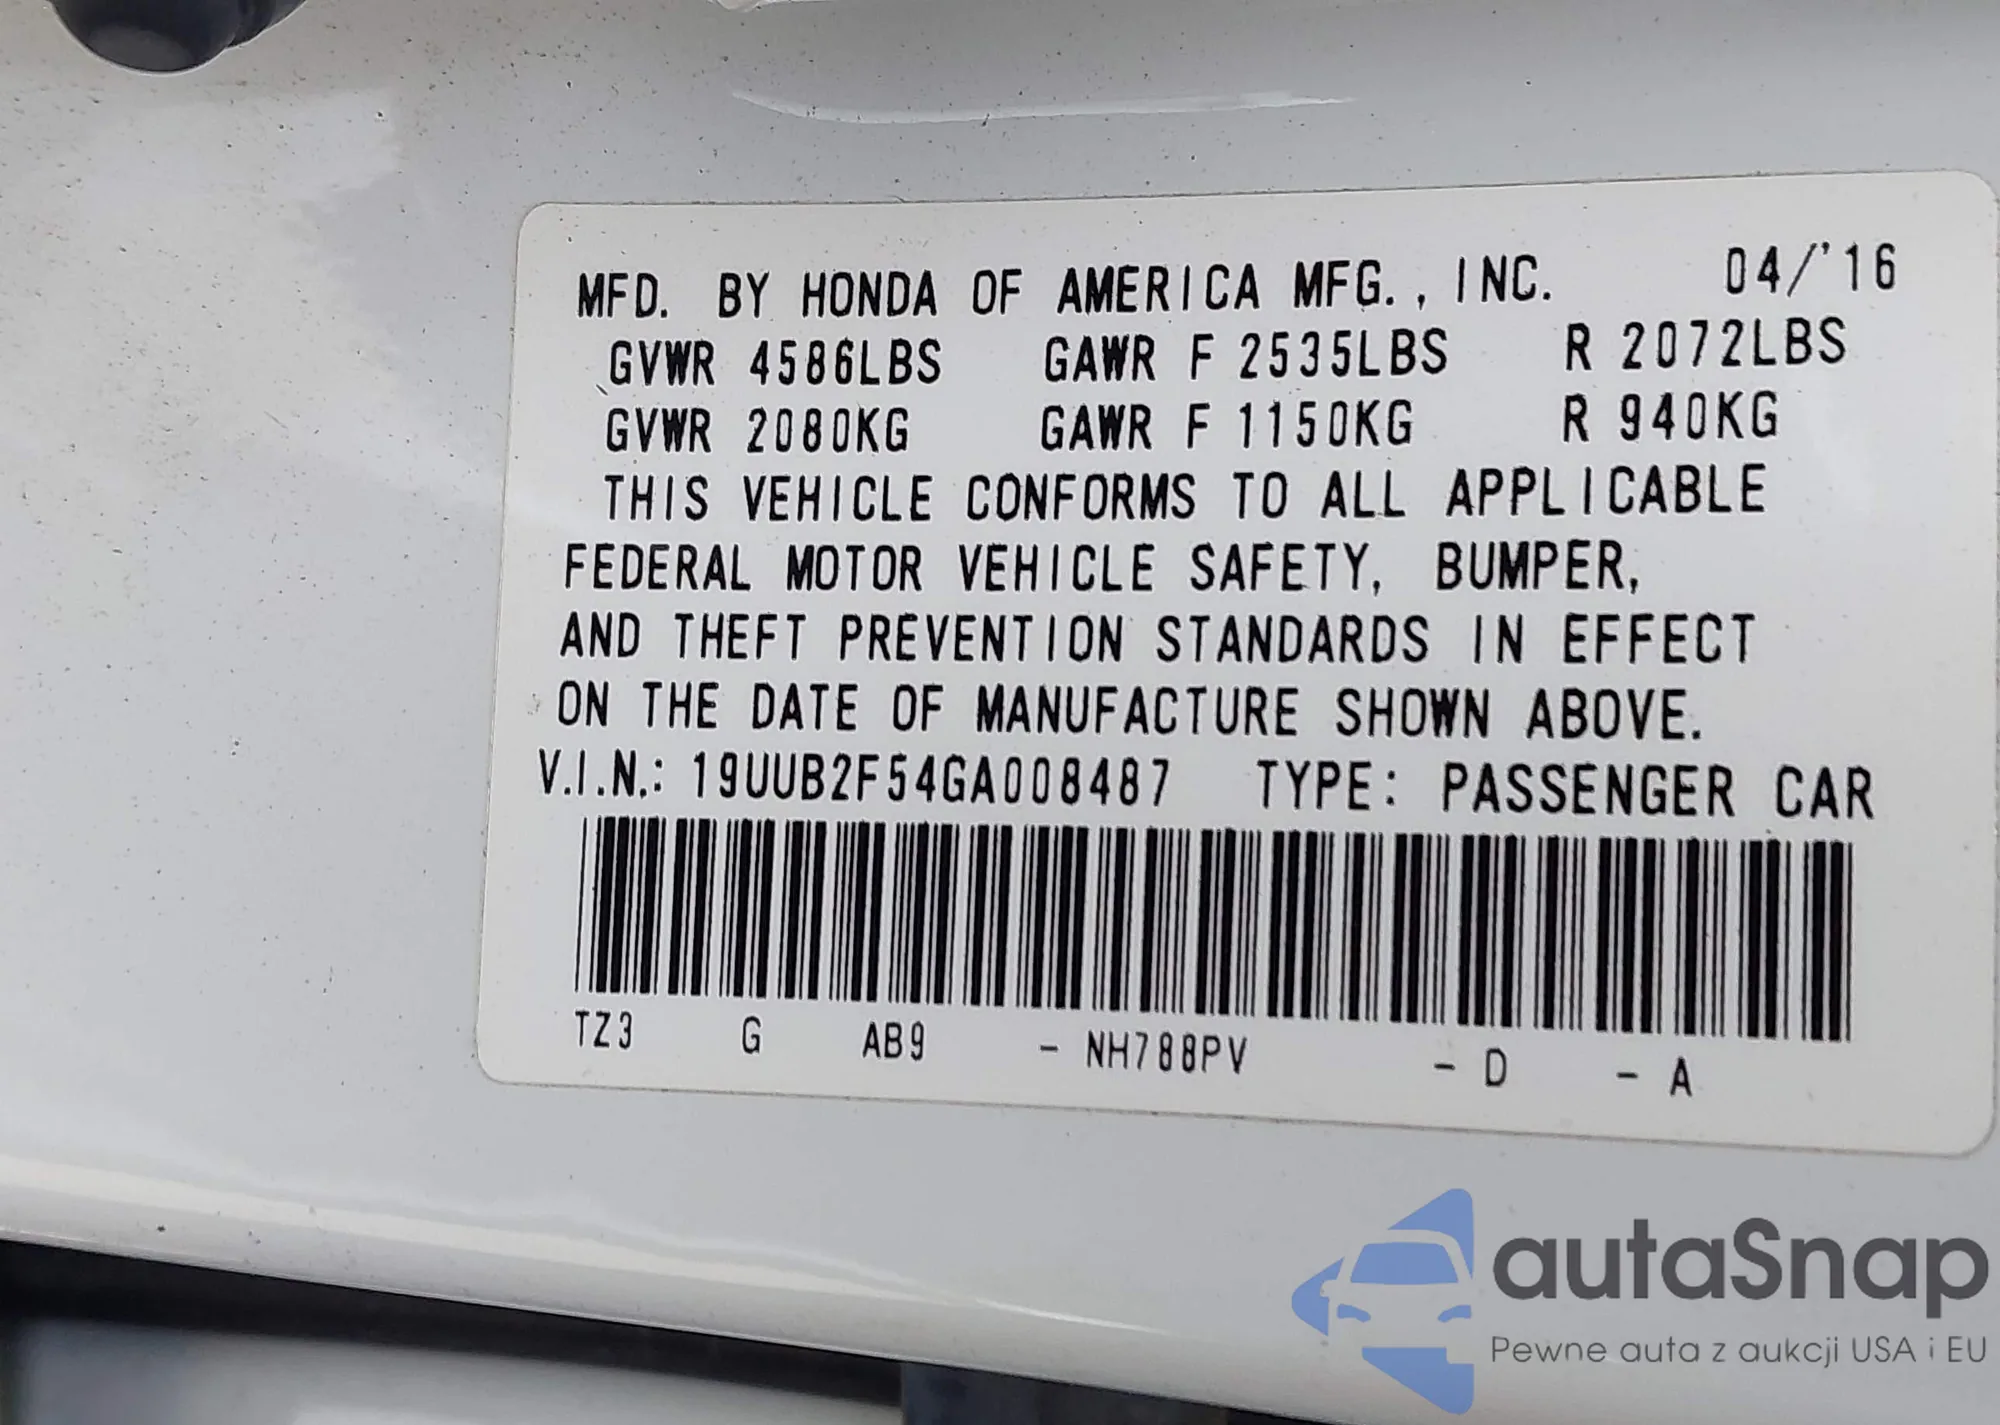 MFD. BY HONDA OF AMERICA MFG., INC. 04/'16
GVWR 4586LBS GAWR F 2535LBS R 2072LBS
GVWR 2080KG GAWR F 1150KG R 940KG
THIS VEHICLE CONFORMS TO ALL APPLICABLE
FEDERAL MOTOR VEHICLE SAFETY, BUMPER,
AND THEFT PREVENTION STANDARDS IN EFFECT
ON THE DATE OF MANUFACTURE SHOWN ABOVE.
V.I.N.: 19UUB2F54GA008487 TYPE: PASSENGER CAR
TZ3 G AB9 - NH788PV - D - A
autaSnap
Pewne auta z aukcji USA i EU